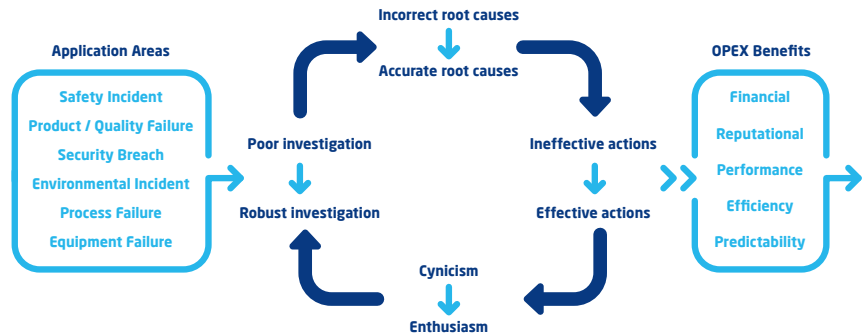 Incorrect root causes
Accurate root causes
Application Areas
Safety Incident
Product / Quality Failure
Security Breach
Environmental Incident
Process Failure
Equipment Failure
Poor investigation
Robust investigation
Ineffective actions
Effective actions
Cynicism
Enthusiasm
OPEX Benefits
Financial
Reputational
Performance
Efficiency
Predictability